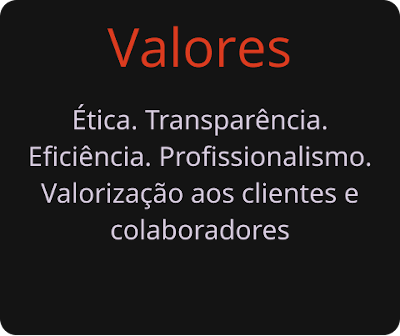 Valores
Ética. Transparência.
Eficiência. Profissionalismo.
Valorização aos clientes e
colaboradores